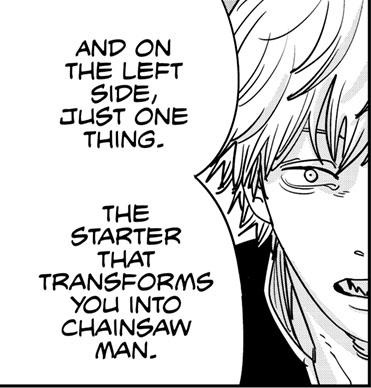 AND ON
THE LEFT
SIDE,
JUST ONE
THING.
THE
STARTER
THAT
TRANSFORMS
YOU INTO
CHAINSAW
MAN.